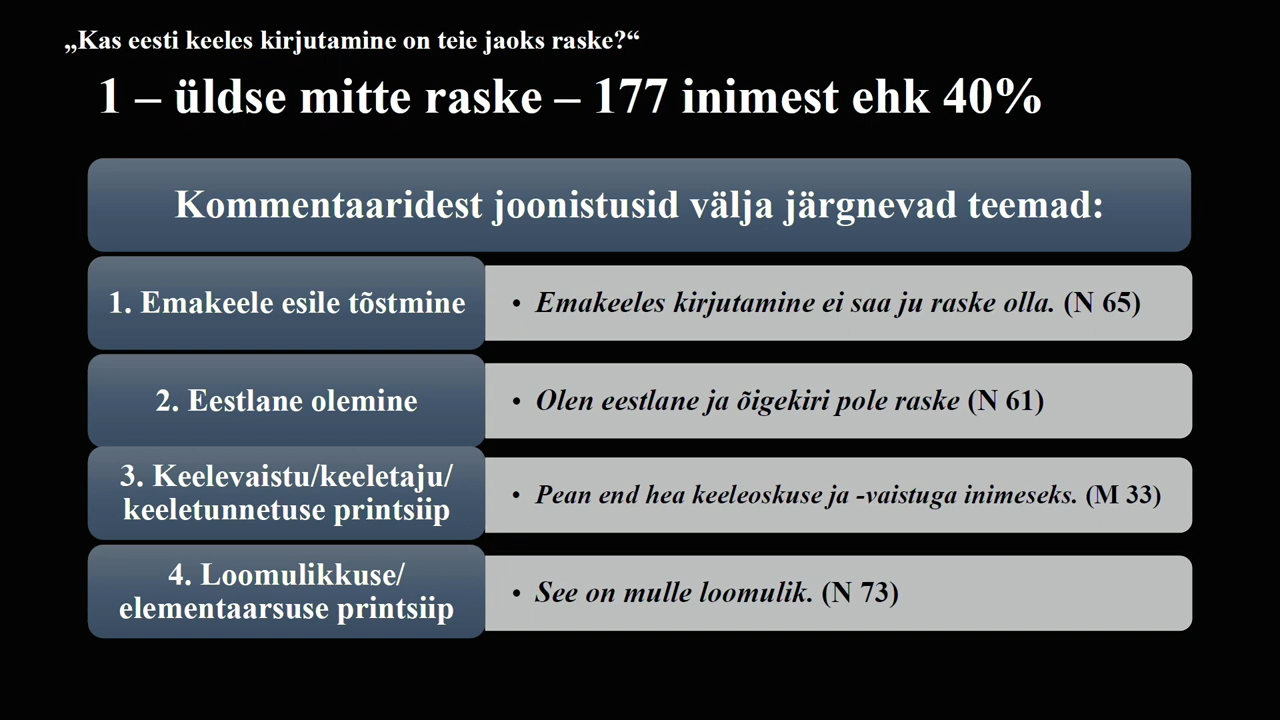 „Kas eesti keeles kirjutamine on teie jaoks raske?“
1 – üldse mitte raske – 177 inimest ehk 40%
Kommentaaridest joonistusid välja järgnevad teemad:
1. Emakeele esile tõstmine
• Emakeeles kirjutamine ei saa ju raske olla. (N 65)
2. Eestlane olemine
• Olen eestlane ja õigekiri pole raske (N 61)
3. Keelevaistu/keeletaju/
keeletunnetuse printsiip
• Pean end hea keeleoskuse ja -vaistuga inimeseks. (M 33)
4. Loomulikkuse/
elementaarsuse printsiip
• See on mulle loomulik. (N 73)